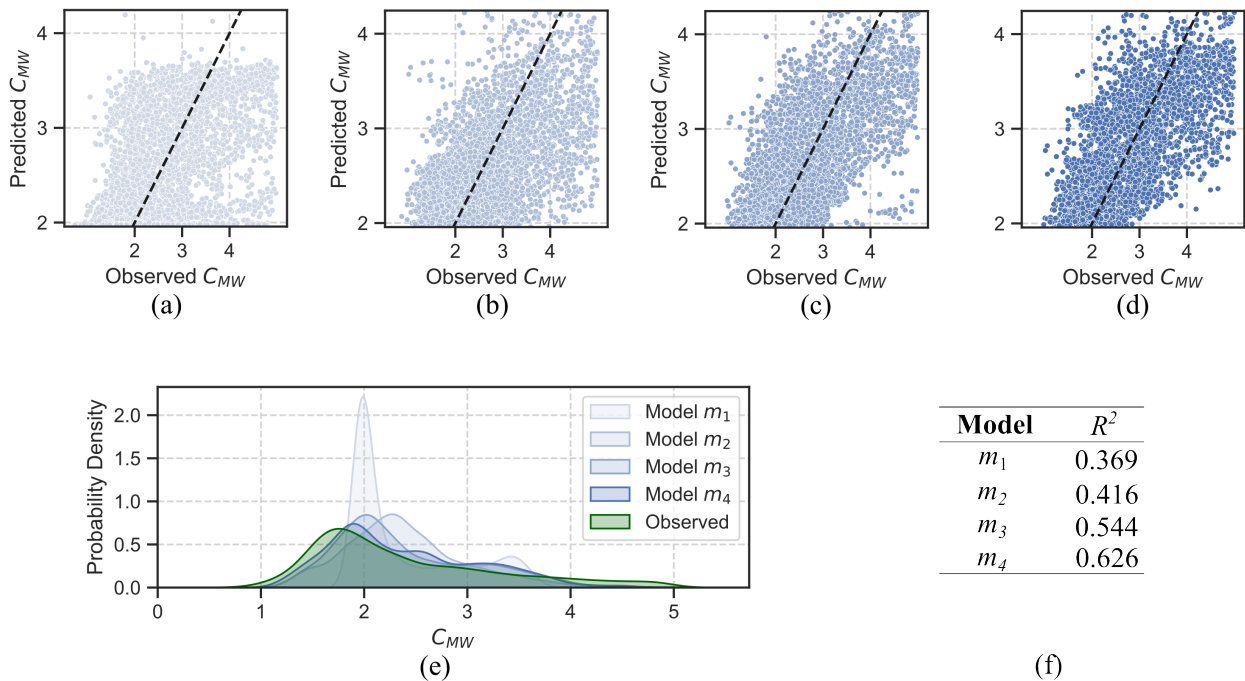 4
3
2
Predicted C_MW
2 3 4
Observed C_MW
(a)
4
3
2
Predicted C_MW
2 3 4
Observed C_MW
(b)
4
3
2
Predicted C_MW
2 3 4
Observed C_MW
(c)
4
3
2
Predicted C_MW
2 3 4
Observed C_MW
(d)
Probability Density
2.0
1.5
1.0
0.5
0.0
0 1 2 3 4 5
C_MW
Model m₁
Model m₂
Model m₃
Model m₄
Observed
(e)
Model R²
m₁ 0.369
m₂ 0.416
m₃ 0.544
m₄ 0.626
(f)